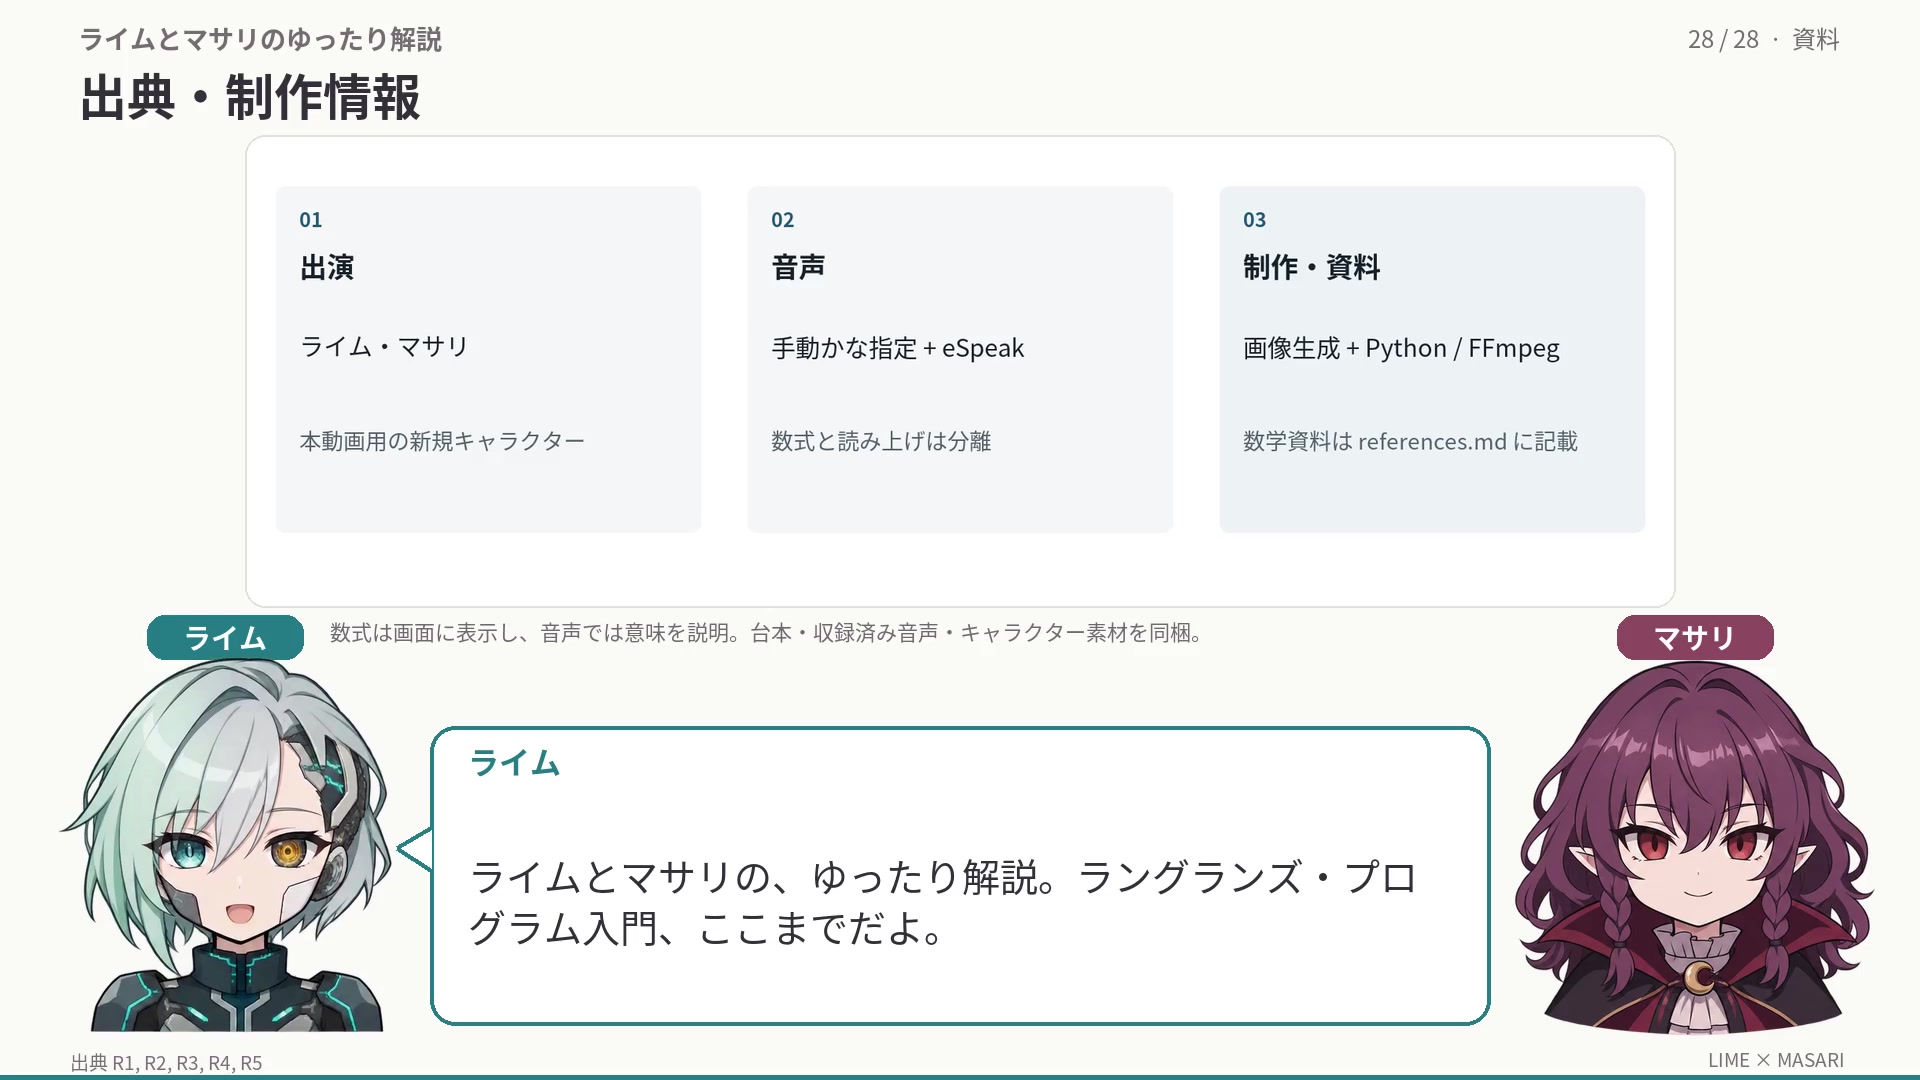 ライムとマサリのゆったり解説
28 / 28 · 資料
出典・制作情報
01
出演
ライム・マサリ
本動画用の新規キャラクター
02
音声
手動かな指定 + eSpeak
数式と読み上げは分離
03
制作・資料
画像生成 + Python / FFmpeg
数学資料は references.md に記載
ライム
数式は画面に表示し、音声では意味を説明。台本・収録済み音声・キャラクター素材を同梱。
マサリ
ライム
ライムとマサリの、ゆったり解説。ラングランズ・プロ
グラム入門、ここまでだよ。
出典 R1, R2, R3, R4, R5
LIME × MASARI